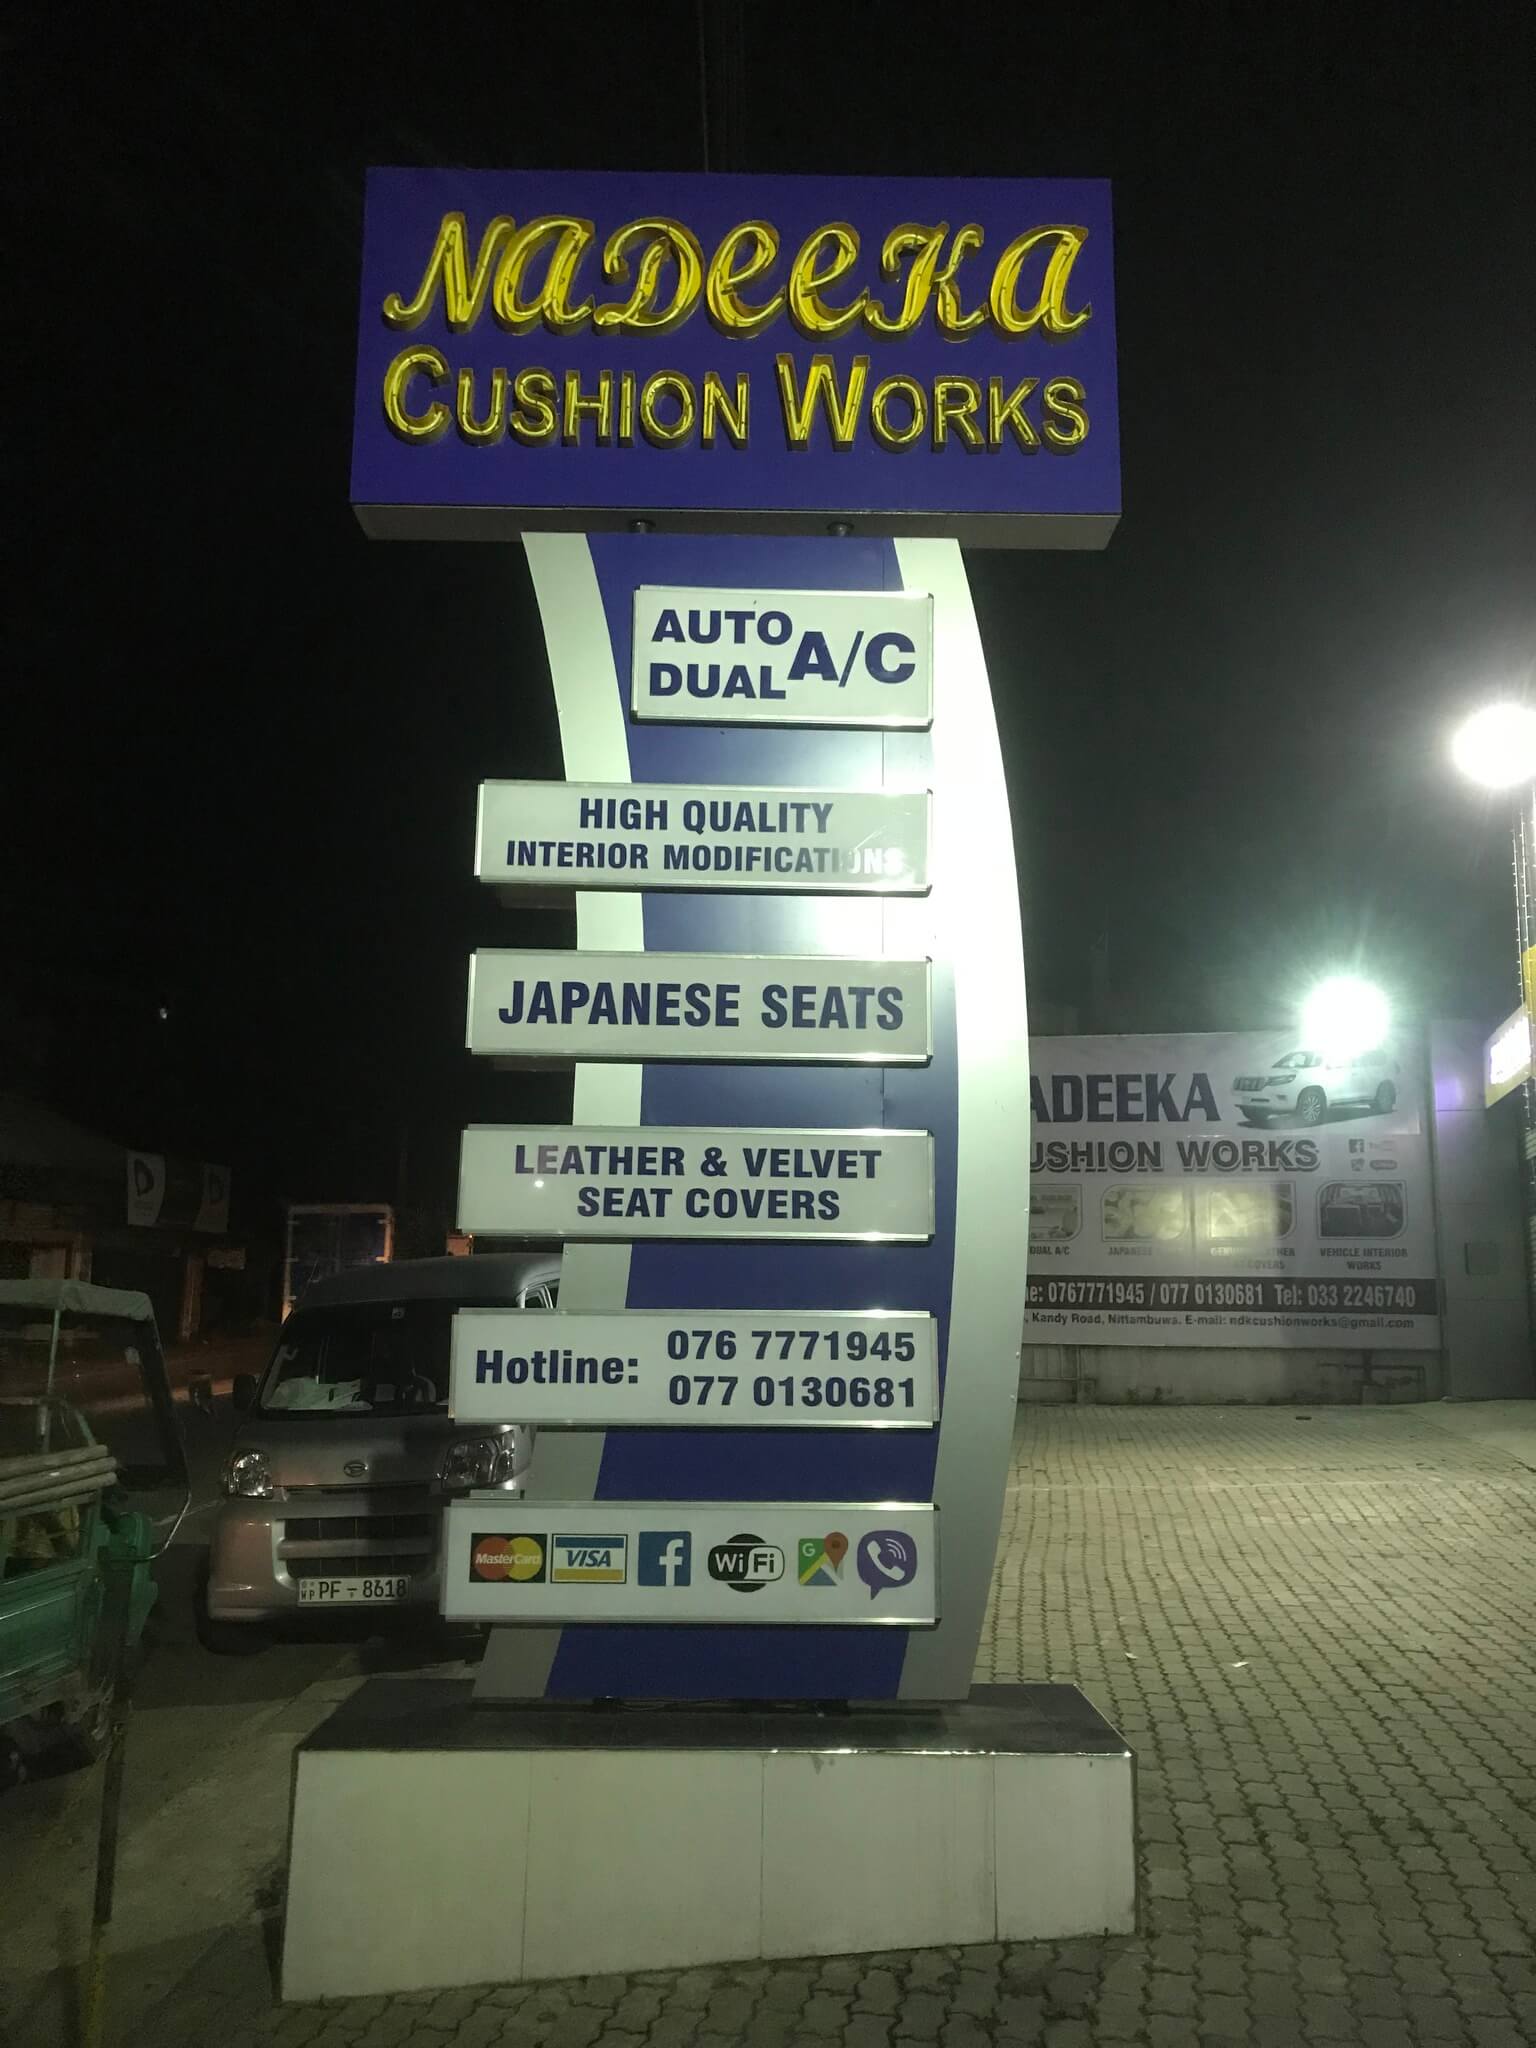 NADEEKA
CUSHION WORKS
AUTO
DUAL A/C
HIGH QUALITY
INTERIOR MODIFICATIONS
JAPANESE SEATS
LEATHER & VELVET
SEAT COVERS
Hotline: 076 7771945
077 0130681
MasterCard VISA f WiFi G
PF - 8618
ADEEKA
USHION WORKS
DUAL A/C JAPANESE VEHICLE INTERIOR
WORKS
ne: 0767771945 / 077 0130681 Tel: 033 2246740
, Kandy Road, Nittambuwa. E-mail: ndkcushionworks@gmail.com
D